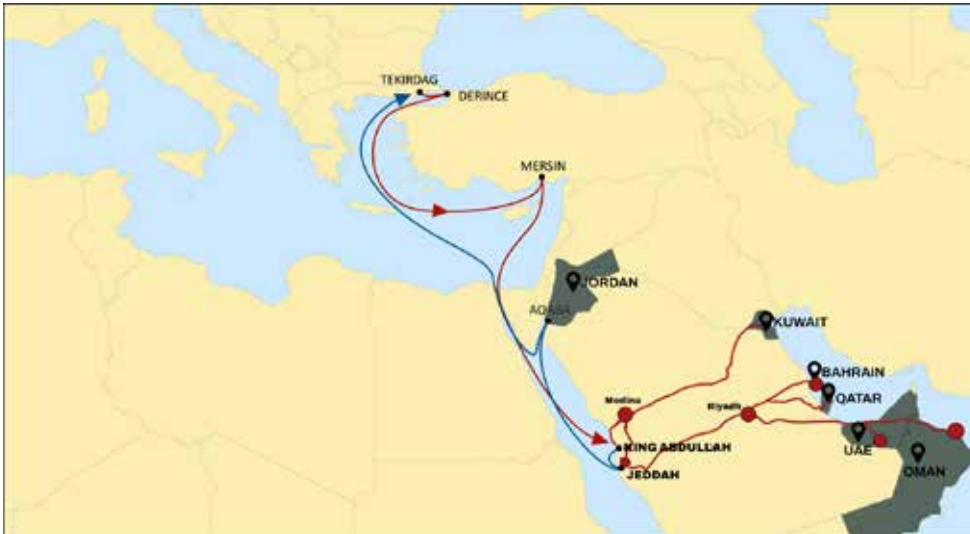 TEKIRDAG
DERINCE
MERSIN
JORDAN
AQABA
KUWAIT
BAHRAIN
QATAR
Medina
Riyadh
UAE
OMAN
KING ABDULLAH
JEDDAH